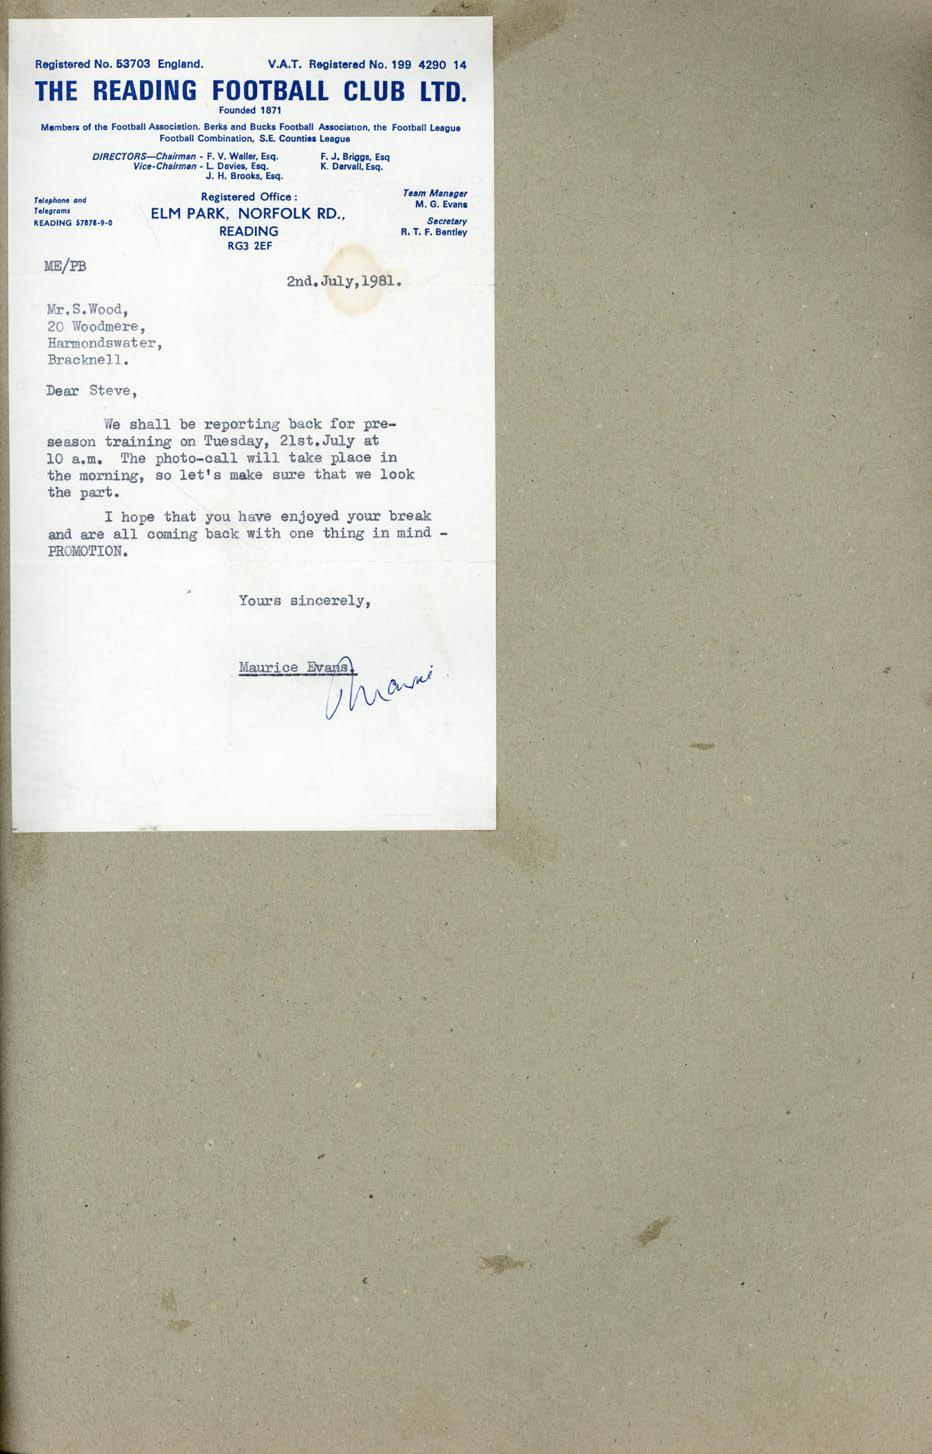 Registered No. 53703 England. V.A.T. Registered No. 199 4290 14
THE READING FOOTBALL CLUB LTD.
Founded 1871
Members of the Football Association. Berks and Bucks Football Association, the Football League
Football Combination, S.E. Counties League
DIRECTORS—Chairman - F. V. Waller, Esq. F. J. Briggs, Esq
Vice-Chairman - L. Davies, Esq. K. Darvall, Esq.
J. H. Brooks, Esq.
Telephone and
Telegrams
READING 57878-9-0
Registered Office :
ELM PARK, NORFOLK RD.,
READING
RG3 2EF
Team Manager
M. G. Evans
Secretary
R. T. F. Bentley
ME/PB
2nd.July,1981.
Mr.S.Wood,
20 Woodmere,
Harmondswater,
Bracknell.
Dear Steve,
We shall be reporting back for pre-
season training on Tuesday, 21st.July at
10 a.m. The photo-call will take place in
the morning, so let's make sure that we look
the part.
I hope that you have enjoyed your break
and are all coming back with one thing in mind -
PROMOTION.
Yours sincerely,
Maurice Evans.